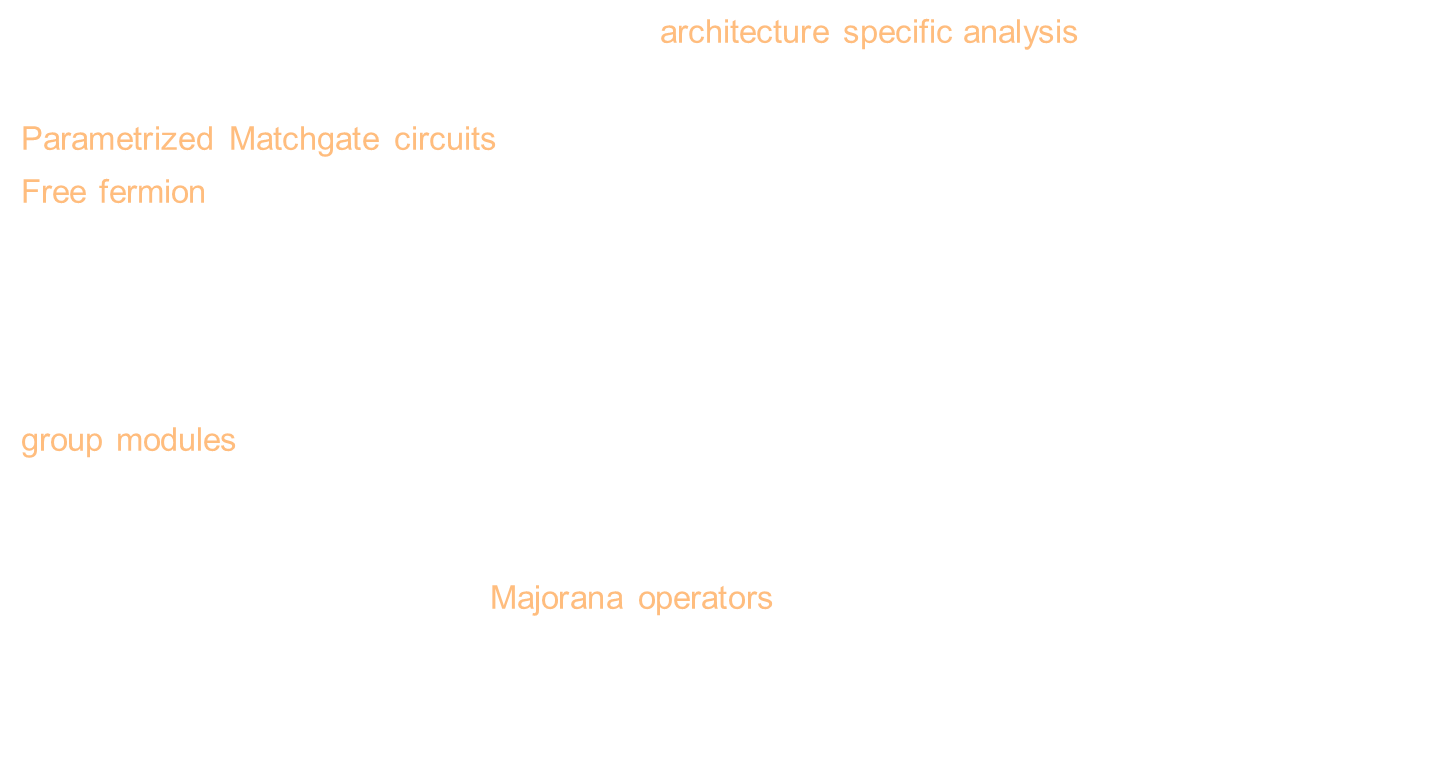 architecture specific analysis
Parametrized Matchgate circuits
Free fermion
group modules
Majorana operators